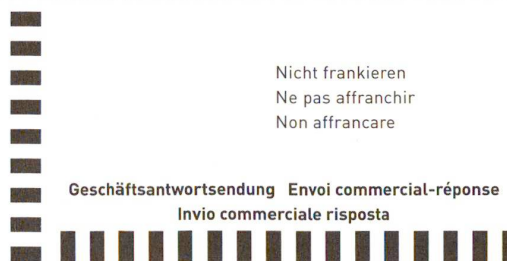 Nicht frankieren
Ne pas affranchir
Non affrancare
Geschäftsantwortsendung Envoi commercial-réponse
Invio commerciale risposta